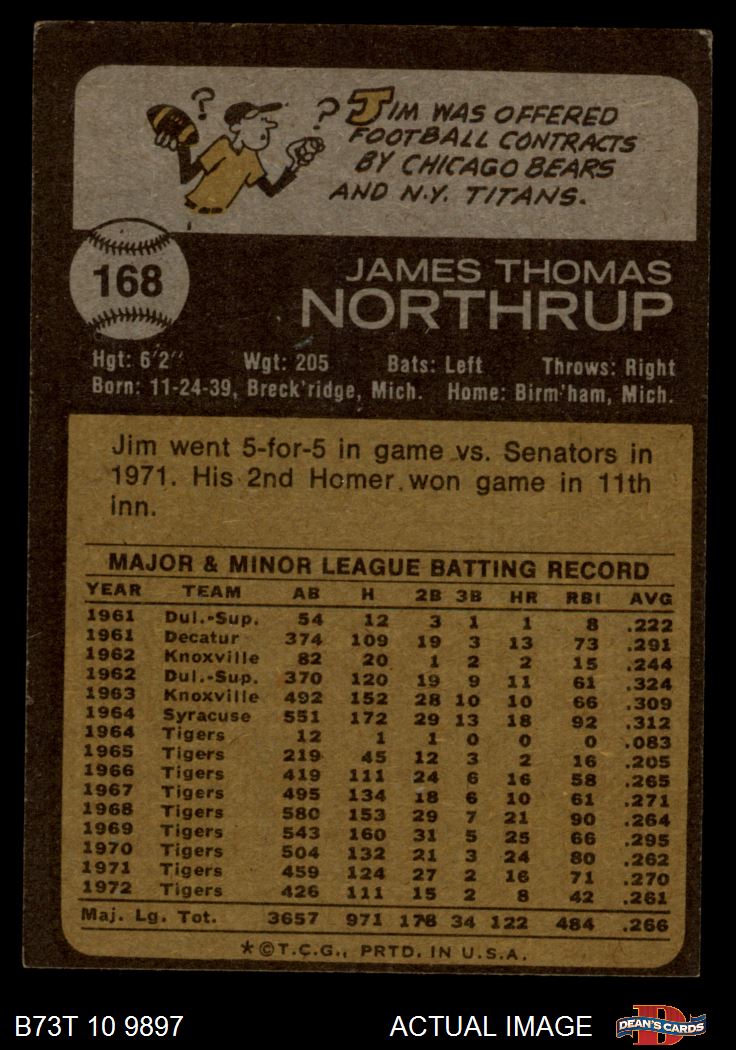 ? ? JIM WAS OFFERED
FOOTBALL CONTRACTS
BY CHICAGO BEARS
AND N.Y. TITANS.
168
JAMES THOMAS
NORTHRUP
Hgt: 6'2" Wgt: 205 Bats: Left Throws: Right
Born: 11-24-39, Breck'ridge, Mich. Home: Birm'ham, Mich.
Jim went 5-for-5 in game vs. Senators in
1971. His 2nd Homer won game in 11th
inn.
MAJOR & MINOR LEAGUE BATTING RECORD
YEAR TEAM AB H 2B 3B HR RBI AVG
1961 Dul.-Sup. 54 12 3 1 1 8 .222
1961 Decatur 374 109 19 3 13 73 .291
1962 Knoxville 82 20 1 2 2 15 .244
1962 Dul.-Sup. 370 120 19 9 11 61 .324
1963 Knoxville 492 152 28 10 10 66 .309
1964 Syracuse 551 172 29 13 18 92 .312
1964 Tigers 12 1 1 0 0 0 .083
1965 Tigers 219 45 12 3 2 16 .205
1966 Tigers 419 111 24 6 16 58 .265
1967 Tigers 495 134 18 6 10 61 .271
1968 Tigers 580 153 29 7 21 90 .264
1969 Tigers 543 160 31 5 25 66 .295
1970 Tigers 504 132 21 3 24 80 .262
1971 Tigers 459 124 27 2 16 71 .270
1972 Tigers 426 111 15 2 8 42 .261
Maj. Lg. Tot. 3657 971 178 34 122 484 .266
*©T.C.G., PRTD. IN U.S.A.
B73T 10 9897 ACTUAL IMAGE D DEAN'S CARDS